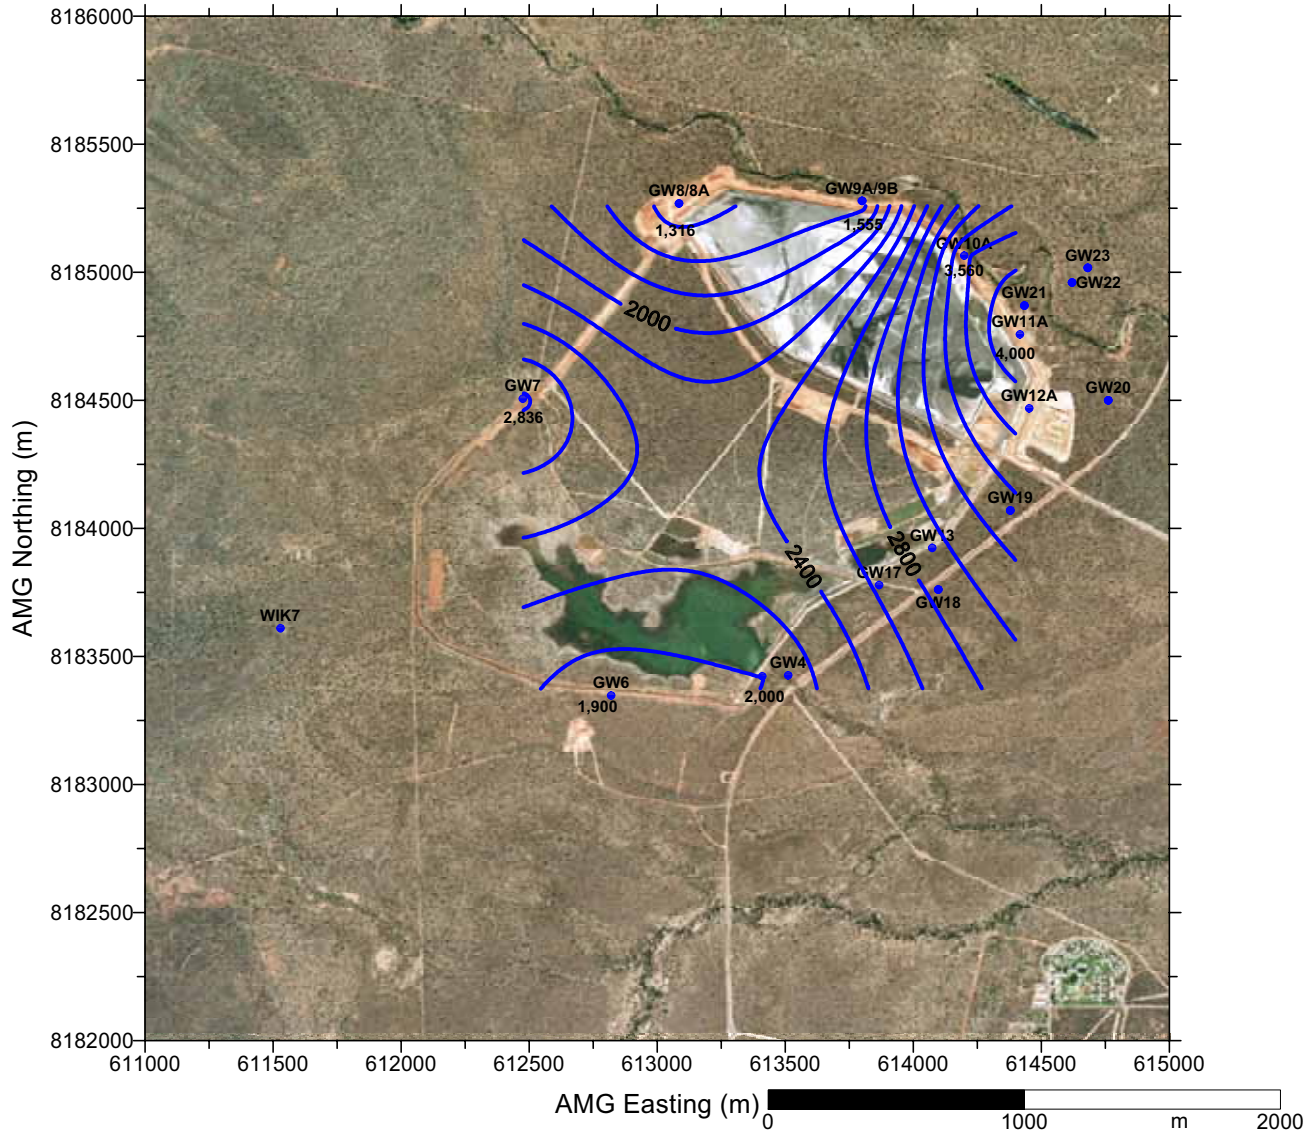 8186000
8185500
8185000
8184500
8184000
8183500
8183000
8182500
8182000
AMG Northing (m)
GW8/8A
1,316
GW9A/9B
1,555
GW10A
3,560
GW23
GW22
GW21
GW11A
4,000
2000
GW7
2,836
GW12A
GW20
GW19
GW13
2800
2400
GW17
GW18
WIK7
GW4
2,000
GW6
1,900
611000 611500 612000 612500 613000 613500 614000 614500 615000
AMG Easting (m)
0 1000 m 2000